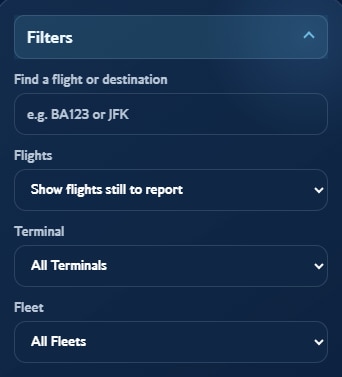 Filters
Find a flight or destination
e.g. BA123 or JFK
Flights
Show flights still to report
Terminal
All Terminals
Fleet
All Fleets